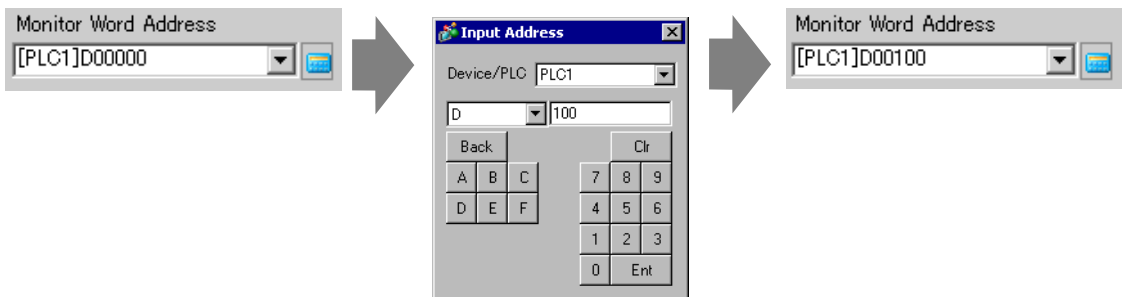 Monitor Word Address
[PLC1]D00000
Input Address
Device/PLC PLC1
D 100
Back Clr
A B C 7 8 9
D E F 4 5 6
1 2 3
0 Ent
Monitor Word Address
[PLC1]D00100